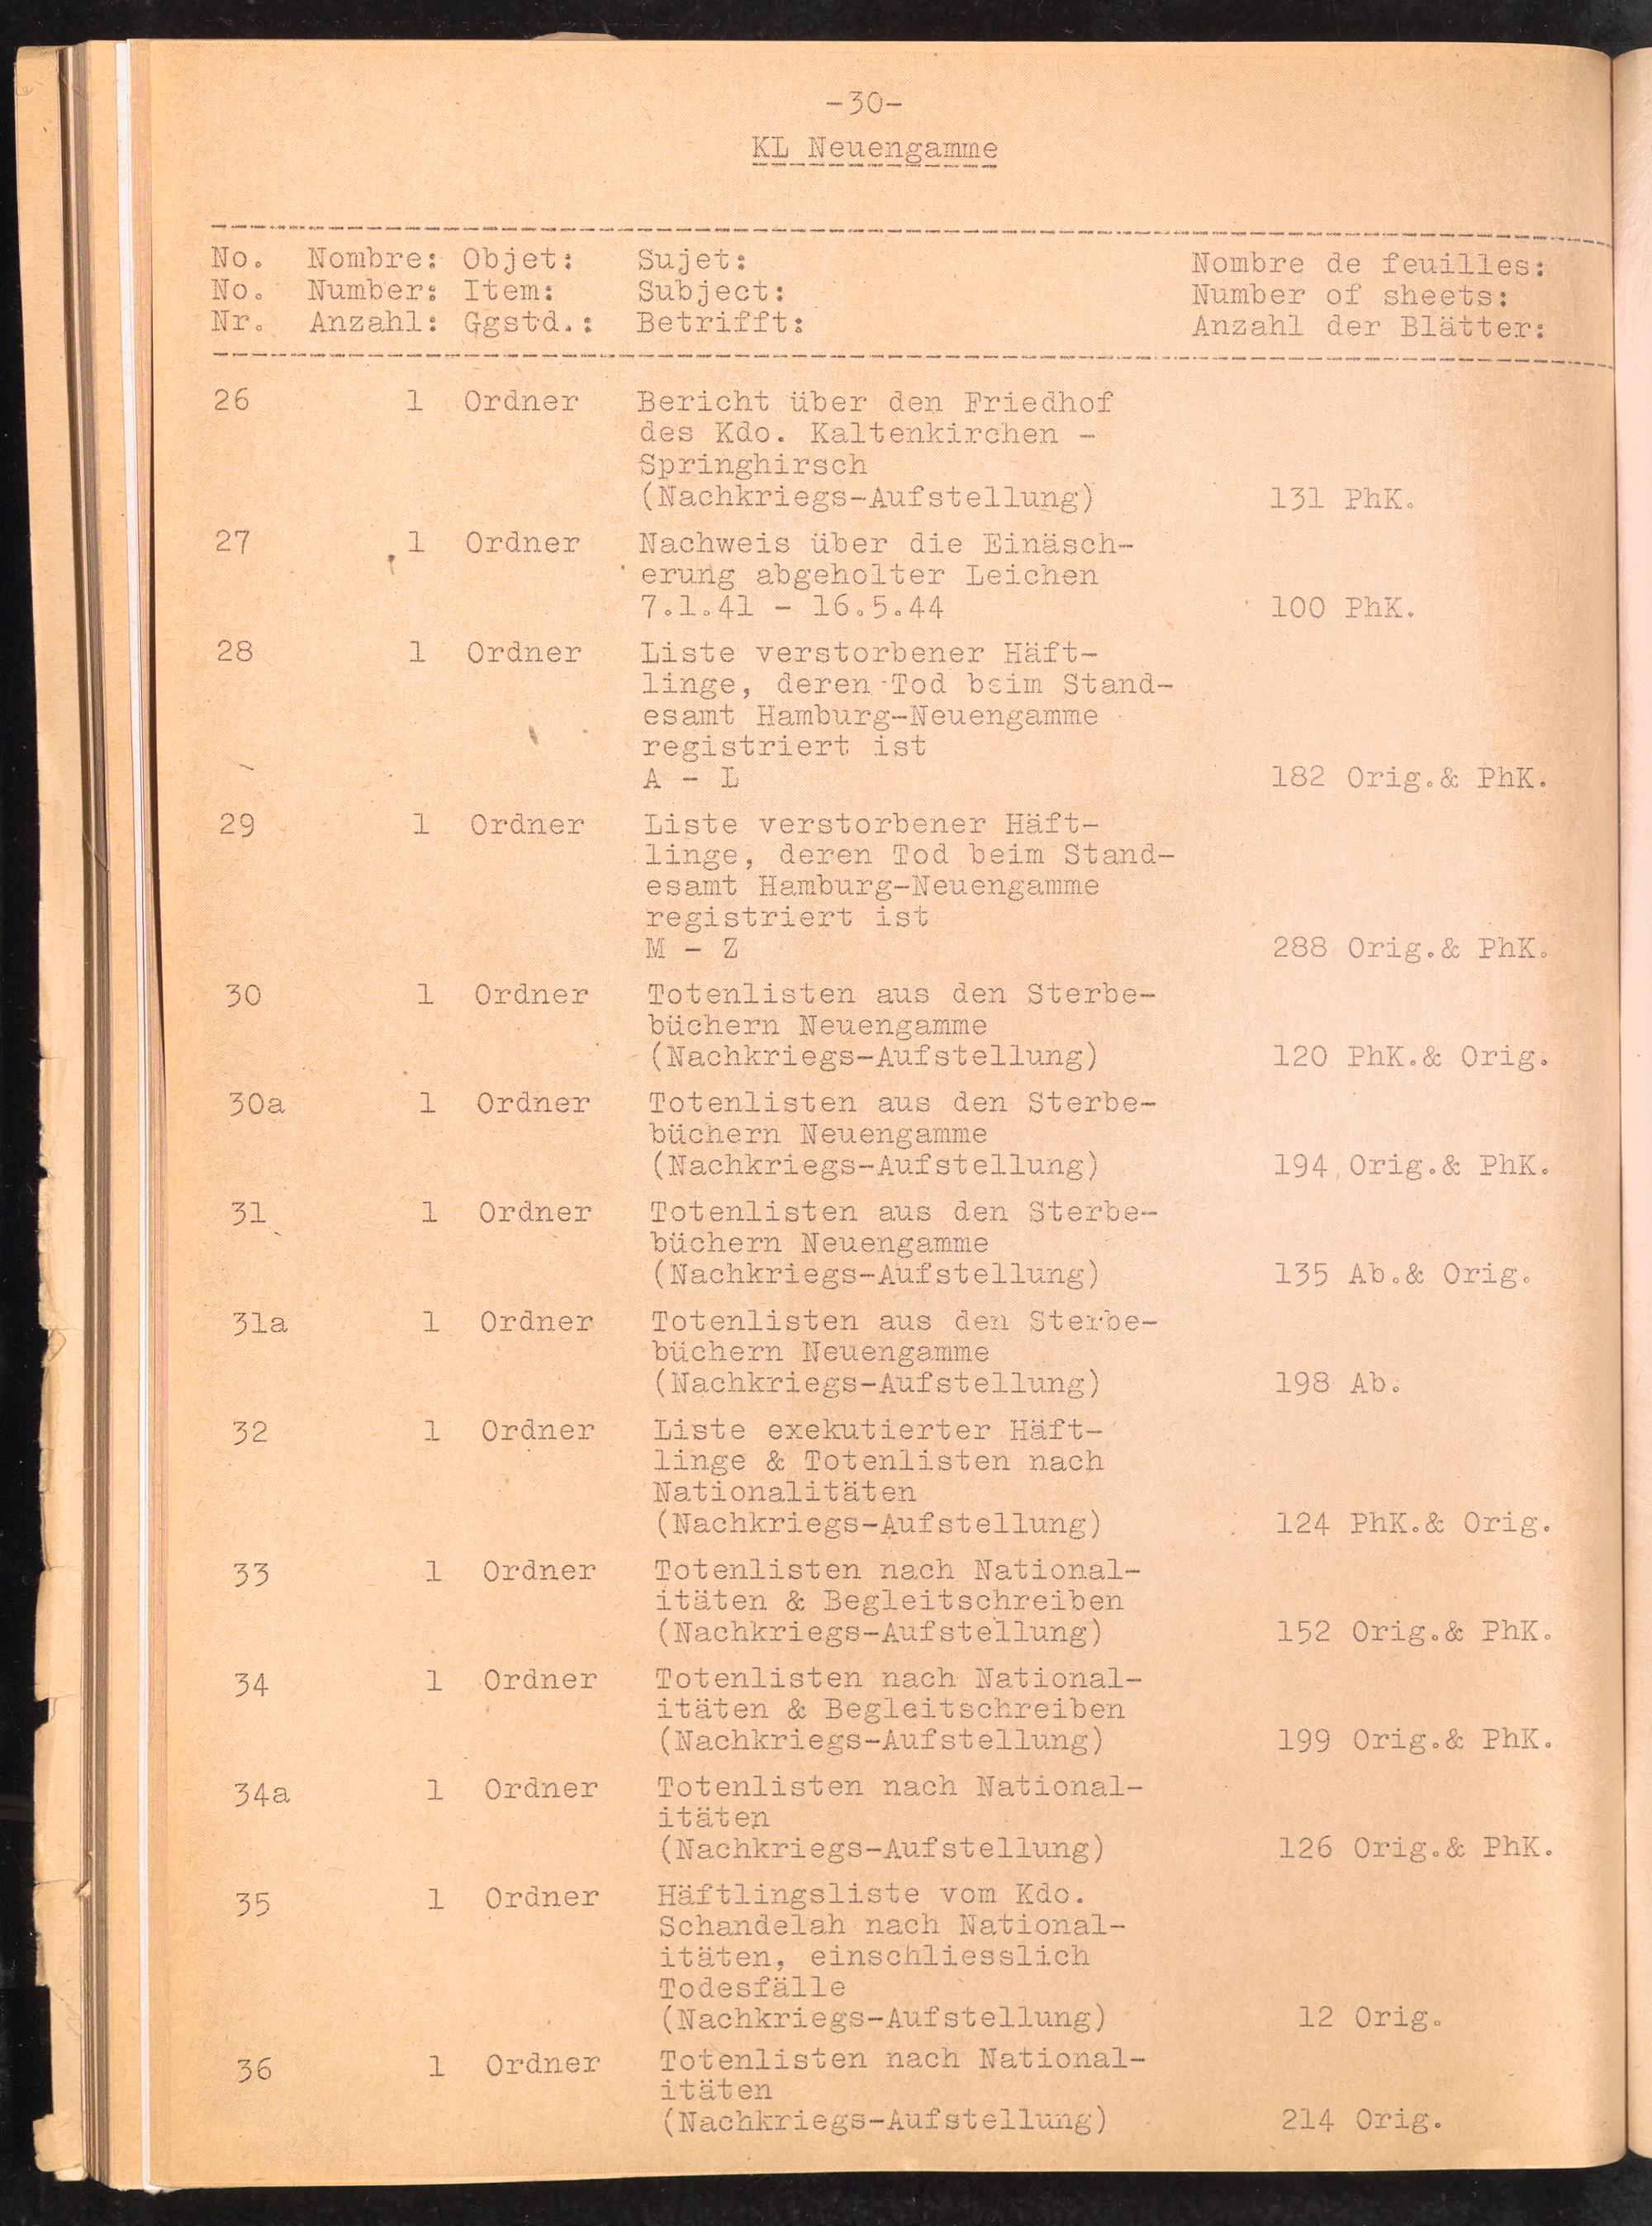 -30-
KL Neuengamme
No. Nombre: Objet: Sujet: Nombre de feuilles:
No. Number: Item: Subject: Number of sheets:
Nr. Anzahl: Ggstd.: Betrifft: Anzahl der Blätter:
26 1 Ordner Bericht über den Friedhof
des Kdo. Kaltenkirchen -
Springhirsch
(Nachkriegs-Aufstellung) 131 PhK.
27 1 Ordner Nachweis über die Einäsch-
erung abgeholter Leichen
7.1.41 - 16.5.44 100 PhK.
28 1 Ordner Liste verstorbener Häft-
linge, deren Tod beim Stand-
esamt Hamburg-Neuengamme
registriert ist
A - L 182 Orig.& PhK.
29 1 Ordner Liste verstorbener Häft-
linge, deren Tod beim Stand-
esamt Hamburg-Neuengamme
registriert ist
M - Z 288 Orig.& PhK.
30 1 Ordner Totenlisten aus den Sterbe-
büchern Neuengamme
(Nachkriegs-Aufstellung) 120 PhK.& Orig.
30a 1 Ordner Totenlisten aus den Sterbe-
büchern Neuengamme
(Nachkriegs-Aufstellung) 194 Orig.& PhK.
31 1 Ordner Totenlisten aus den Sterbe-
büchern Neuengamme
(Nachkriegs-Aufstellung) 135 Ab.& Orig.
31a 1 Ordner Totenlisten aus den Sterbe-
büchern Neuengamme
(Nachkriegs-Aufstellung) 198 Ab.
32 1 Ordner Liste exekutierter Häft-
linge & Totenlisten nach
Nationalitäten
(Nachkriegs-Aufstellung) 124 PhK.& Orig.
33 1 Ordner Totenlisten nach National-
itäten & Begleitschreiben
(Nachkriegs-Aufstellung) 152 Orig.& PhK.
34 1 Ordner Totenlisten nach National-
itäten & Begleitschreiben
(Nachkriegs-Aufstellung) 199 Orig.& PhK.
34a 1 Ordner Totenlisten nach National-
itäten
(Nachkriegs-Aufstellung) 126 Orig.& PhK.
35 1 Ordner Häftlingsliste vom Kdo.
Schandelah nach National-
itäten, einschliesslich
Todesfälle
(Nachkriegs-Aufstellung) 12 Orig.
36 1 Ordner Totenlisten nach National-
itäten
(Nachkriegs-Aufstellung) 214 Orig.